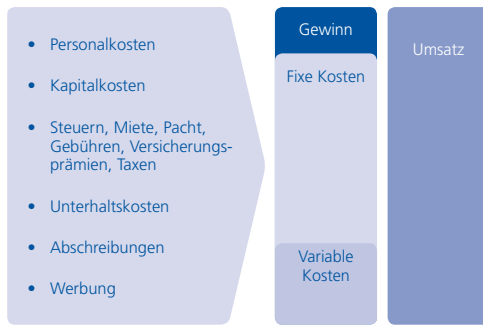 • Personalkosten
• Kapitalkosten
• Steuern, Miete, Pacht,
Gebühren, Versicherungs-
prämien, Taxen
• Unterhaltskosten
• Abschreibungen
• Werbung
Gewinn
Fixe Kosten
Variable
Kosten
Umsatz